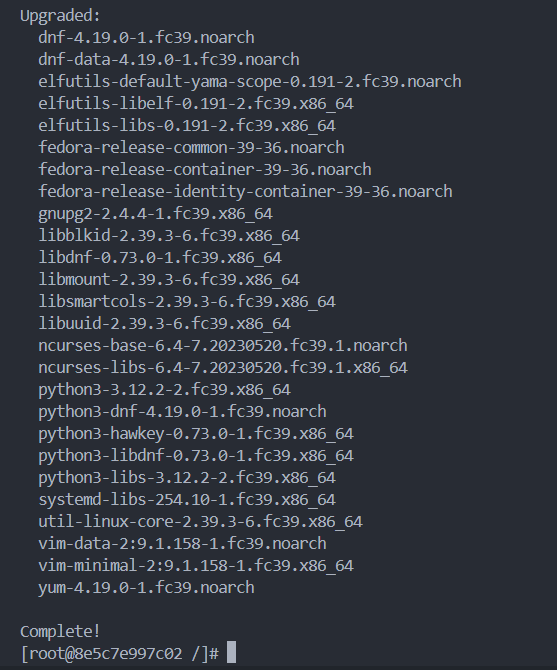 Upgraded:
dnf-4.19.0-1.fc39.noarch
dnf-data-4.19.0-1.fc39.noarch
elfutils-default-yama-scope-0.191-2.fc39.noarch
elfutils-libelf-0.191-2.fc39.x86_64
elfutils-libs-0.191-2.fc39.x86_64
fedora-release-common-39-36.noarch
fedora-release-container-39-36.noarch
fedora-release-identity-container-39-36.noarch
gnupg2-2.4.4-1.fc39.x86_64
libblkid-2.39.3-6.fc39.x86_64
libdnf-0.73.0-1.fc39.x86_64
libmount-2.39.3-6.fc39.x86_64
libsmartcols-2.39.3-6.fc39.x86_64
libuuid-2.39.3-6.fc39.x86_64
ncurses-base-6.4-7.20230520.fc39.1.noarch
ncurses-libs-6.4-7.20230520.fc39.1.x86_64
python3-3.12.2-2.fc39.x86_64
python3-dnf-4.19.0-1.fc39.noarch
python3-hawkey-0.73.0-1.fc39.x86_64
python3-libdnf-0.73.0-1.fc39.x86_64
python3-libs-3.12.2-2.fc39.x86_64
systemd-libs-254.10-1.fc39.x86_64
util-linux-core-2.39.3-6.fc39.x86_64
vim-data-2:9.1.158-1.fc39.noarch
vim-minimal-2:9.1.158-1.fc39.x86_64
yum-4.19.0-1.fc39.noarch
Complete!
[root@8e5c7e997c02 /]#